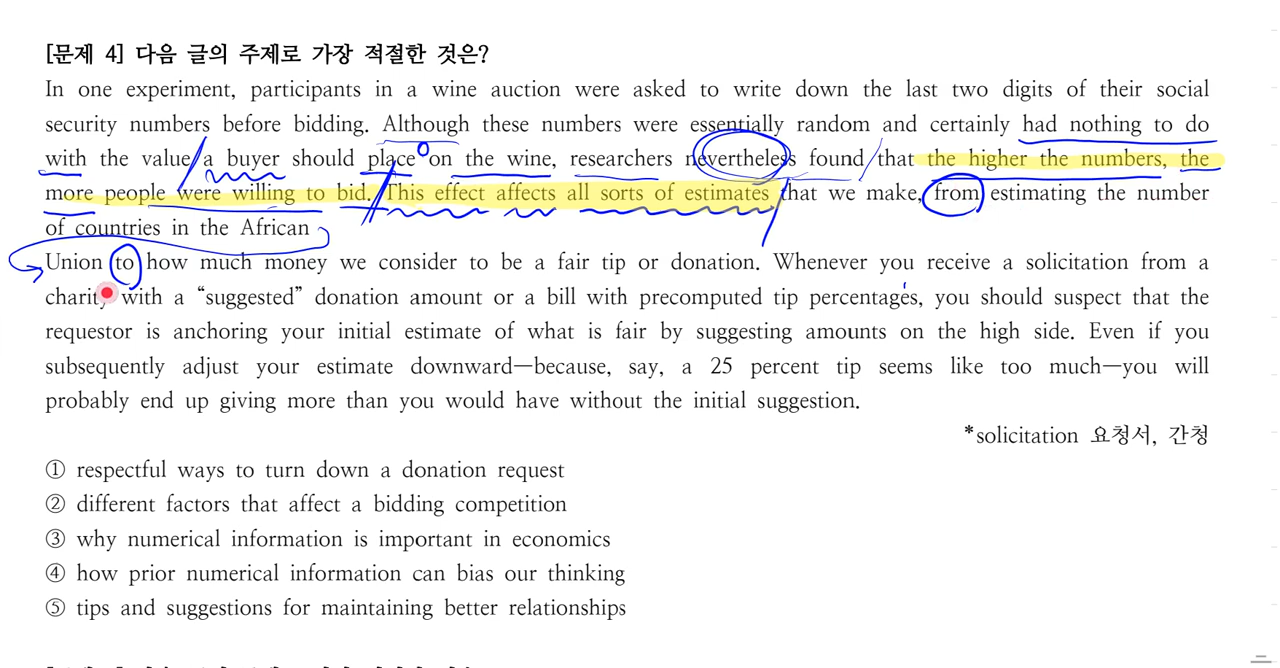 [문제 4] 다음 글의 주제로 가장 적절한 것은?
In one experiment, participants in a wine auction were asked to write down the last two digits of their social
security numbers before bidding. Although these numbers were essentially random and certainly had nothing to do
with the value a buyer should place on the wine, researchers nevertheless found that the higher the numbers, the
more people were willing to bid. This effect affects all sorts of estimates that we make, from estimating the number
of countries in the African
Union to how much money we consider to be a fair tip or donation. Whenever you receive a solicitation from a
charity with a “suggested” donation amount or a bill with precomputed tip percentages, you should suspect that the
requestor is anchoring your initial estimate of what is fair by suggesting amounts on the high side. Even if you
subsequently adjust your estimate downward—because, say, a 25 percent tip seems like too much—you will
probably end up giving more than you would have without the initial suggestion.
*solicitation 요청서, 간청
① respectful ways to turn down a donation request
② different factors that affect a bidding competition
③ why numerical information is important in economics
④ how prior numerical information can bias our thinking
⑤ tips and suggestions for maintaining better relationships